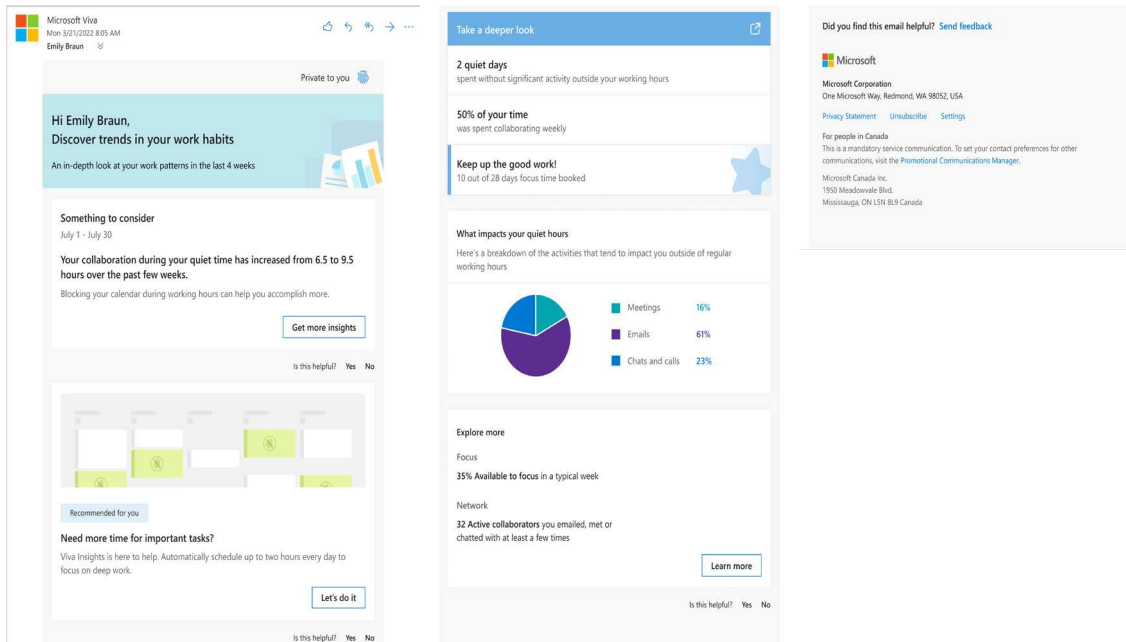 Microsoft Viva
Mon 3/21/2022 8:05 AM
Emily Braun
Private to you
Hi Emily Braun,
Discover trends in your work habits
An in-depth look at your work patterns in the last 4 weeks
Something to consider
July 1 - July 30
Your collaboration during your quiet time has increased from 6.5 to 9.5
hours over the past few weeks.
Blocking your calendar during working hours can help you accomplish more.
Get more insights
Is this helpful? Yes No
Recommended for you
Need more time for important tasks?
Viva Insights is here to help. Automatically schedule up to two hours every day to
focus on deep work.
Let's do it
Is this helpful? Yes No
Take a deeper look
2 quiet days
spent without significant activity outside your working hours
50% of your time
was spent collaborating weekly
Keep up the good work!
10 out of 28 days focus time booked
What impacts your quiet hours
Here's a breakdown of the activities that tend to impact you outside of regular
working hours
Meetings 16%
Emails 61%
Chats and calls 23%
Explore more
Focus
35% Available to focus in a typical week
Network
32 Active collaborators you emailed, met or
chatted with at least a few times
Learn more
Is this helpful? Yes No
Did you find this email helpful? Send feedback
Microsoft
Microsoft Corporation
One Microsoft Way, Redmond, WA 98052, USA
Privacy Statement Unsubscribe Settings
For people in Canada
This is a mandatory service communication. To set your contact preferences for other
communications, visit the Promotional Communications Manager.
Microsoft Canada Inc.
1950 Meadowvale Blvd.
Mississauga, ON L5N 8L9 Canada